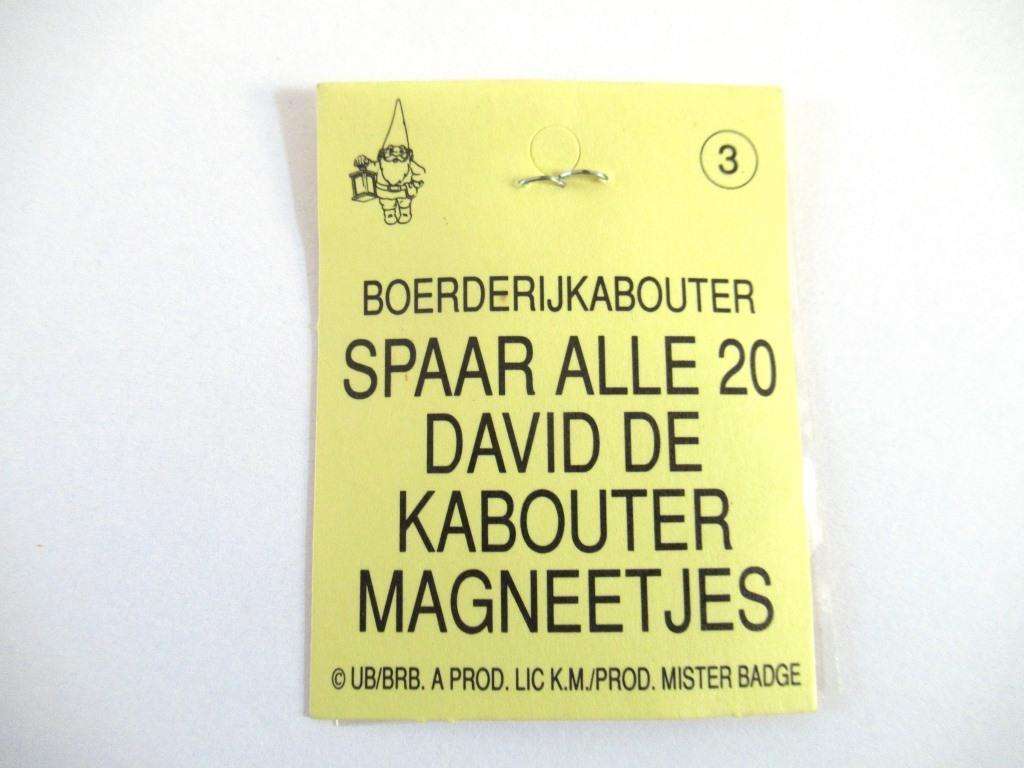 3
BOERDERIJKABOUTER
SPAAR ALLE 20
DAVID DE
KABOUTER
MAGNEETJES
© UB/BRB. A PROD. LIC K.M./PROD. MISTER BADGE